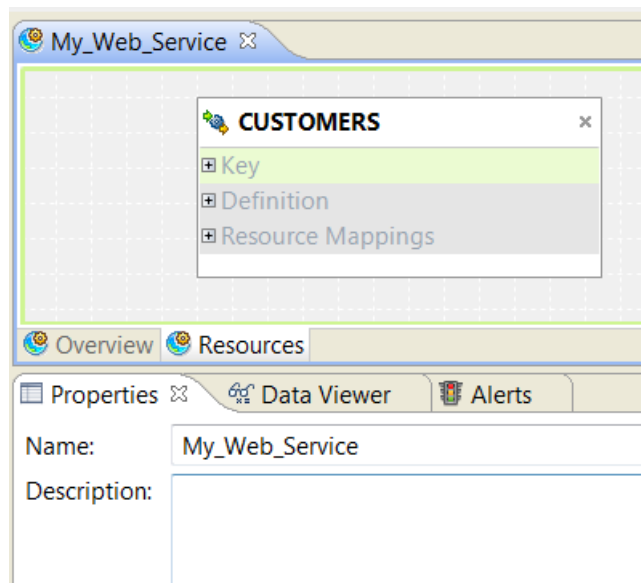 My_Web_Service
CUSTOMERS
Key
Definition
Resource Mappings
Overview Resources
Properties Data Viewer Alerts
Name: My_Web_Service
Description: